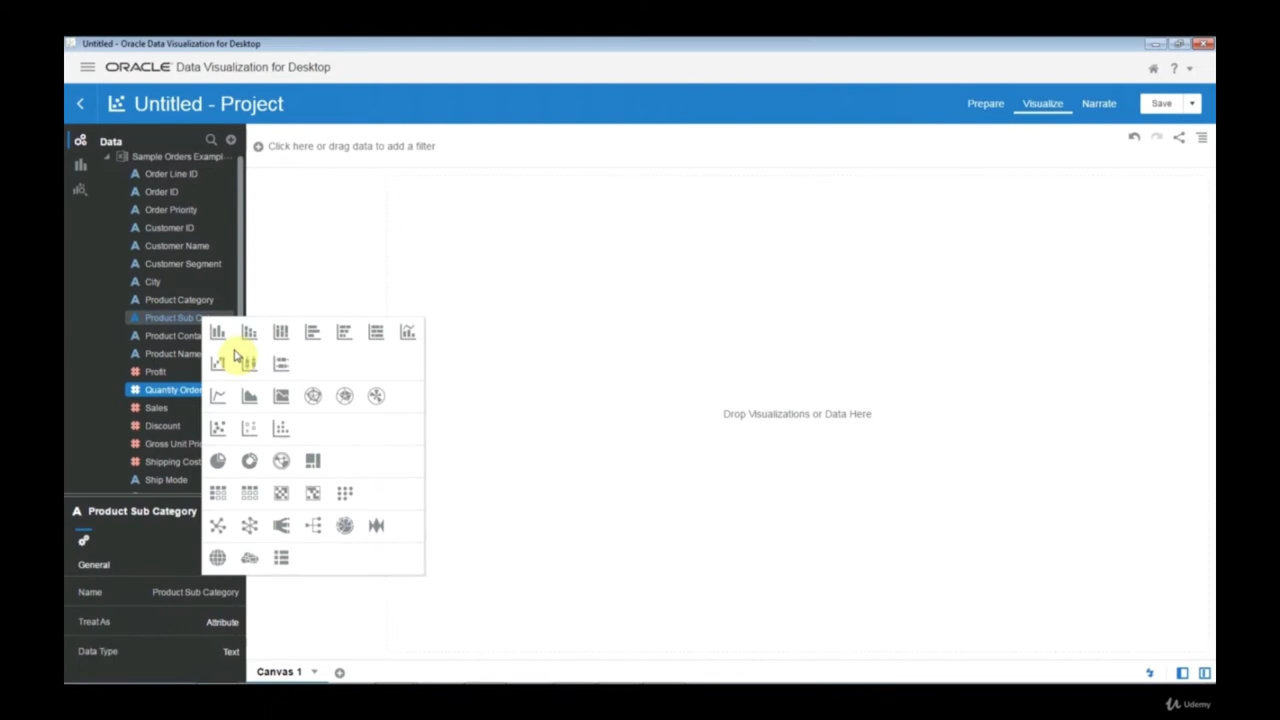 Untitled - Oracle Data Visualization for Desktop
ORACLE Data Visualization for Desktop
Untitled - Project
Prepare
Visualize
Narrate
Save
Data
Click here or drag data to add a filter
Sample Orders Exampl...
Order Line ID
Order ID
Order Priority
Customer ID
Customer Name
Customer Segment
City
Product Category
Product Sub C
Product Conta
Product Name
Profit
Quantity Order
Sales
Discount
Gross Unit Pri
Shipping Cost
Ship Mode
Drop Visualizations or Data Here
A Product Sub Category
General
Name Product Sub Category
Treat As Attribute
Data Type Text
Canvas 1
Udemy